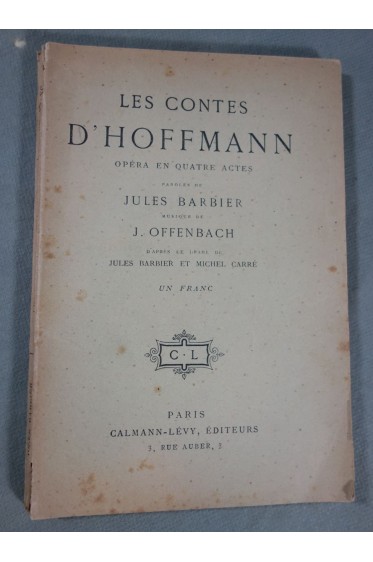 LES CONTES
D'HOFFMANN
OPÉRA EN QUATRE ACTES
PAROLES DE
JULES BARBIER
MUSIQUE DE
J. OFFENBACH
D'APRÈS LE DRAME DE
JULES BARBIER ET MICHEL CARRÉ
UN FRANC
C·L
PARIS
CALMANN-LÉVY, ÉDITEURS
3, RUE AUBER, 3